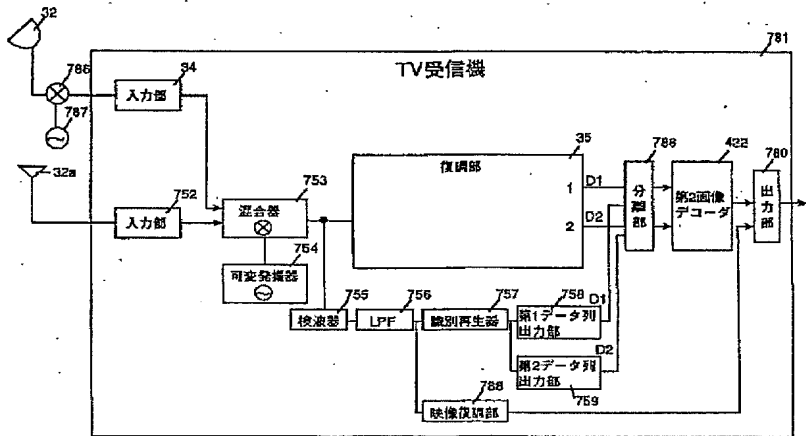 32
786
787
32a
781
TV受信機
34
入力部
752
入力部
753
混合器
754
可変発振器
35
復調部
1
D1
2
D2
788
分離部
422
第2画像
デコーダ
780
出力部
755
検波器
756
LPF
757
識別再生器
758
第1データ列
出力部
D1
第2データ列
出力部
759
D2
788
映像復調部